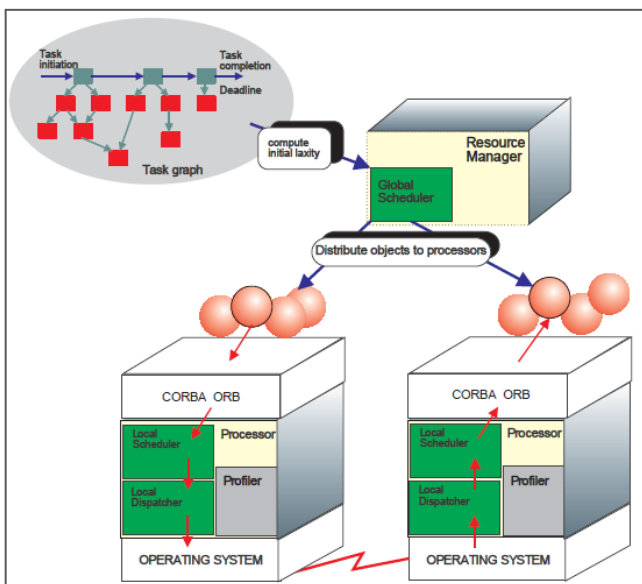 Task
initiation
Task
completion
Deadline
Task graph
compute
initial laxity
Resource
Manager
Global
Scheduler
Distribute objects to processors
CORBA ORB
Local
Scheduler
Processor
Profiler
Local
Dispatcher
OPERATING SYSTEM
CORBA ORB
Local
Scheduler
Processor
Profiler
Local
Dispatcher
OPERATING SYSTEM